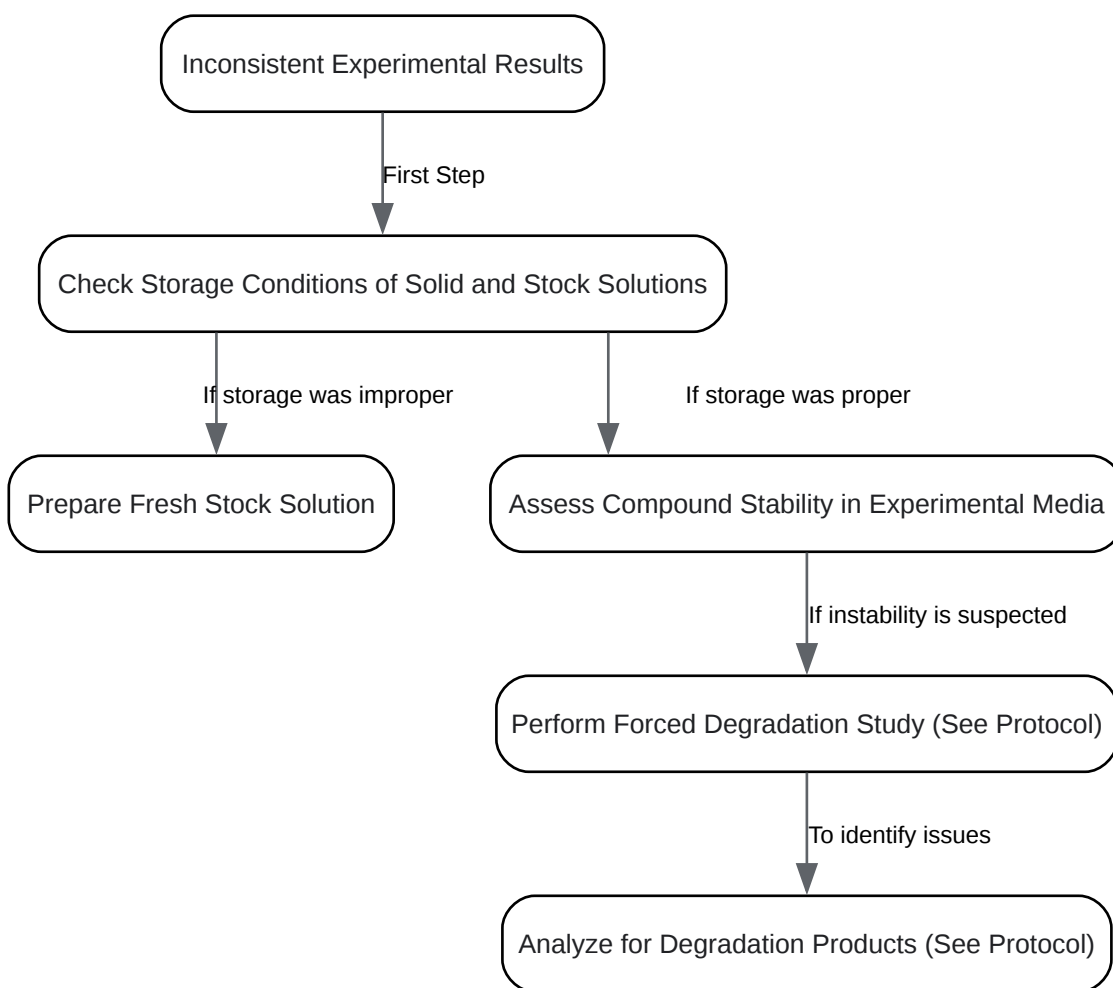 Inconsistent Experimental Results
First Step
Check Storage Conditions of Solid and Stock Solutions
If storage was improper
If storage was proper
Prepare Fresh Stock Solution
Assess Compound Stability in Experimental Media
If instability is suspected
Perform Forced Degradation Study (See Protocol)
To identify issues
Analyze for Degradation Products (See Protocol)